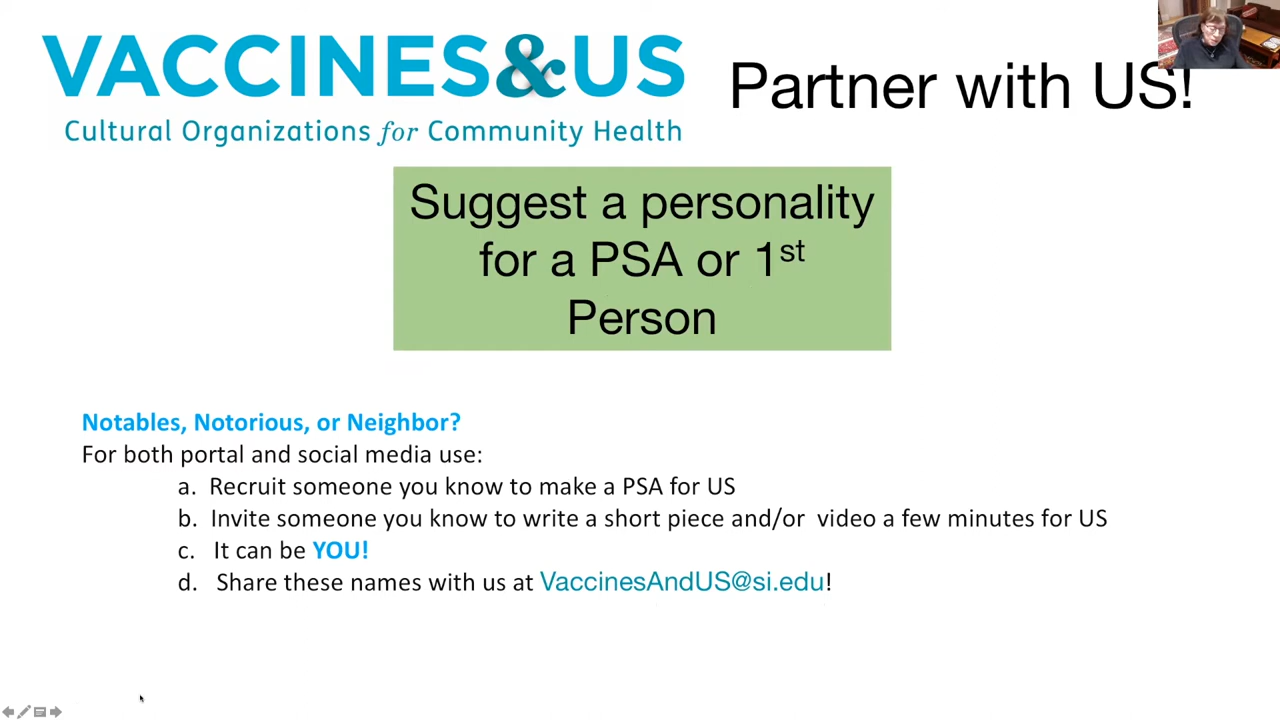 VACCINES&US
Cultural Organizations for Community Health
Partner with US!
Suggest a personality
for a PSA or 1st
Person
Notables, Notorious, or Neighbor?
For both portal and social media use:
a. Recruit someone you know to make a PSA for US
b. Invite someone you know to write a short piece and/or video a few minutes for US
c. It can be YOU!
d. Share these names with us at VaccinesAndUS@si.edu!